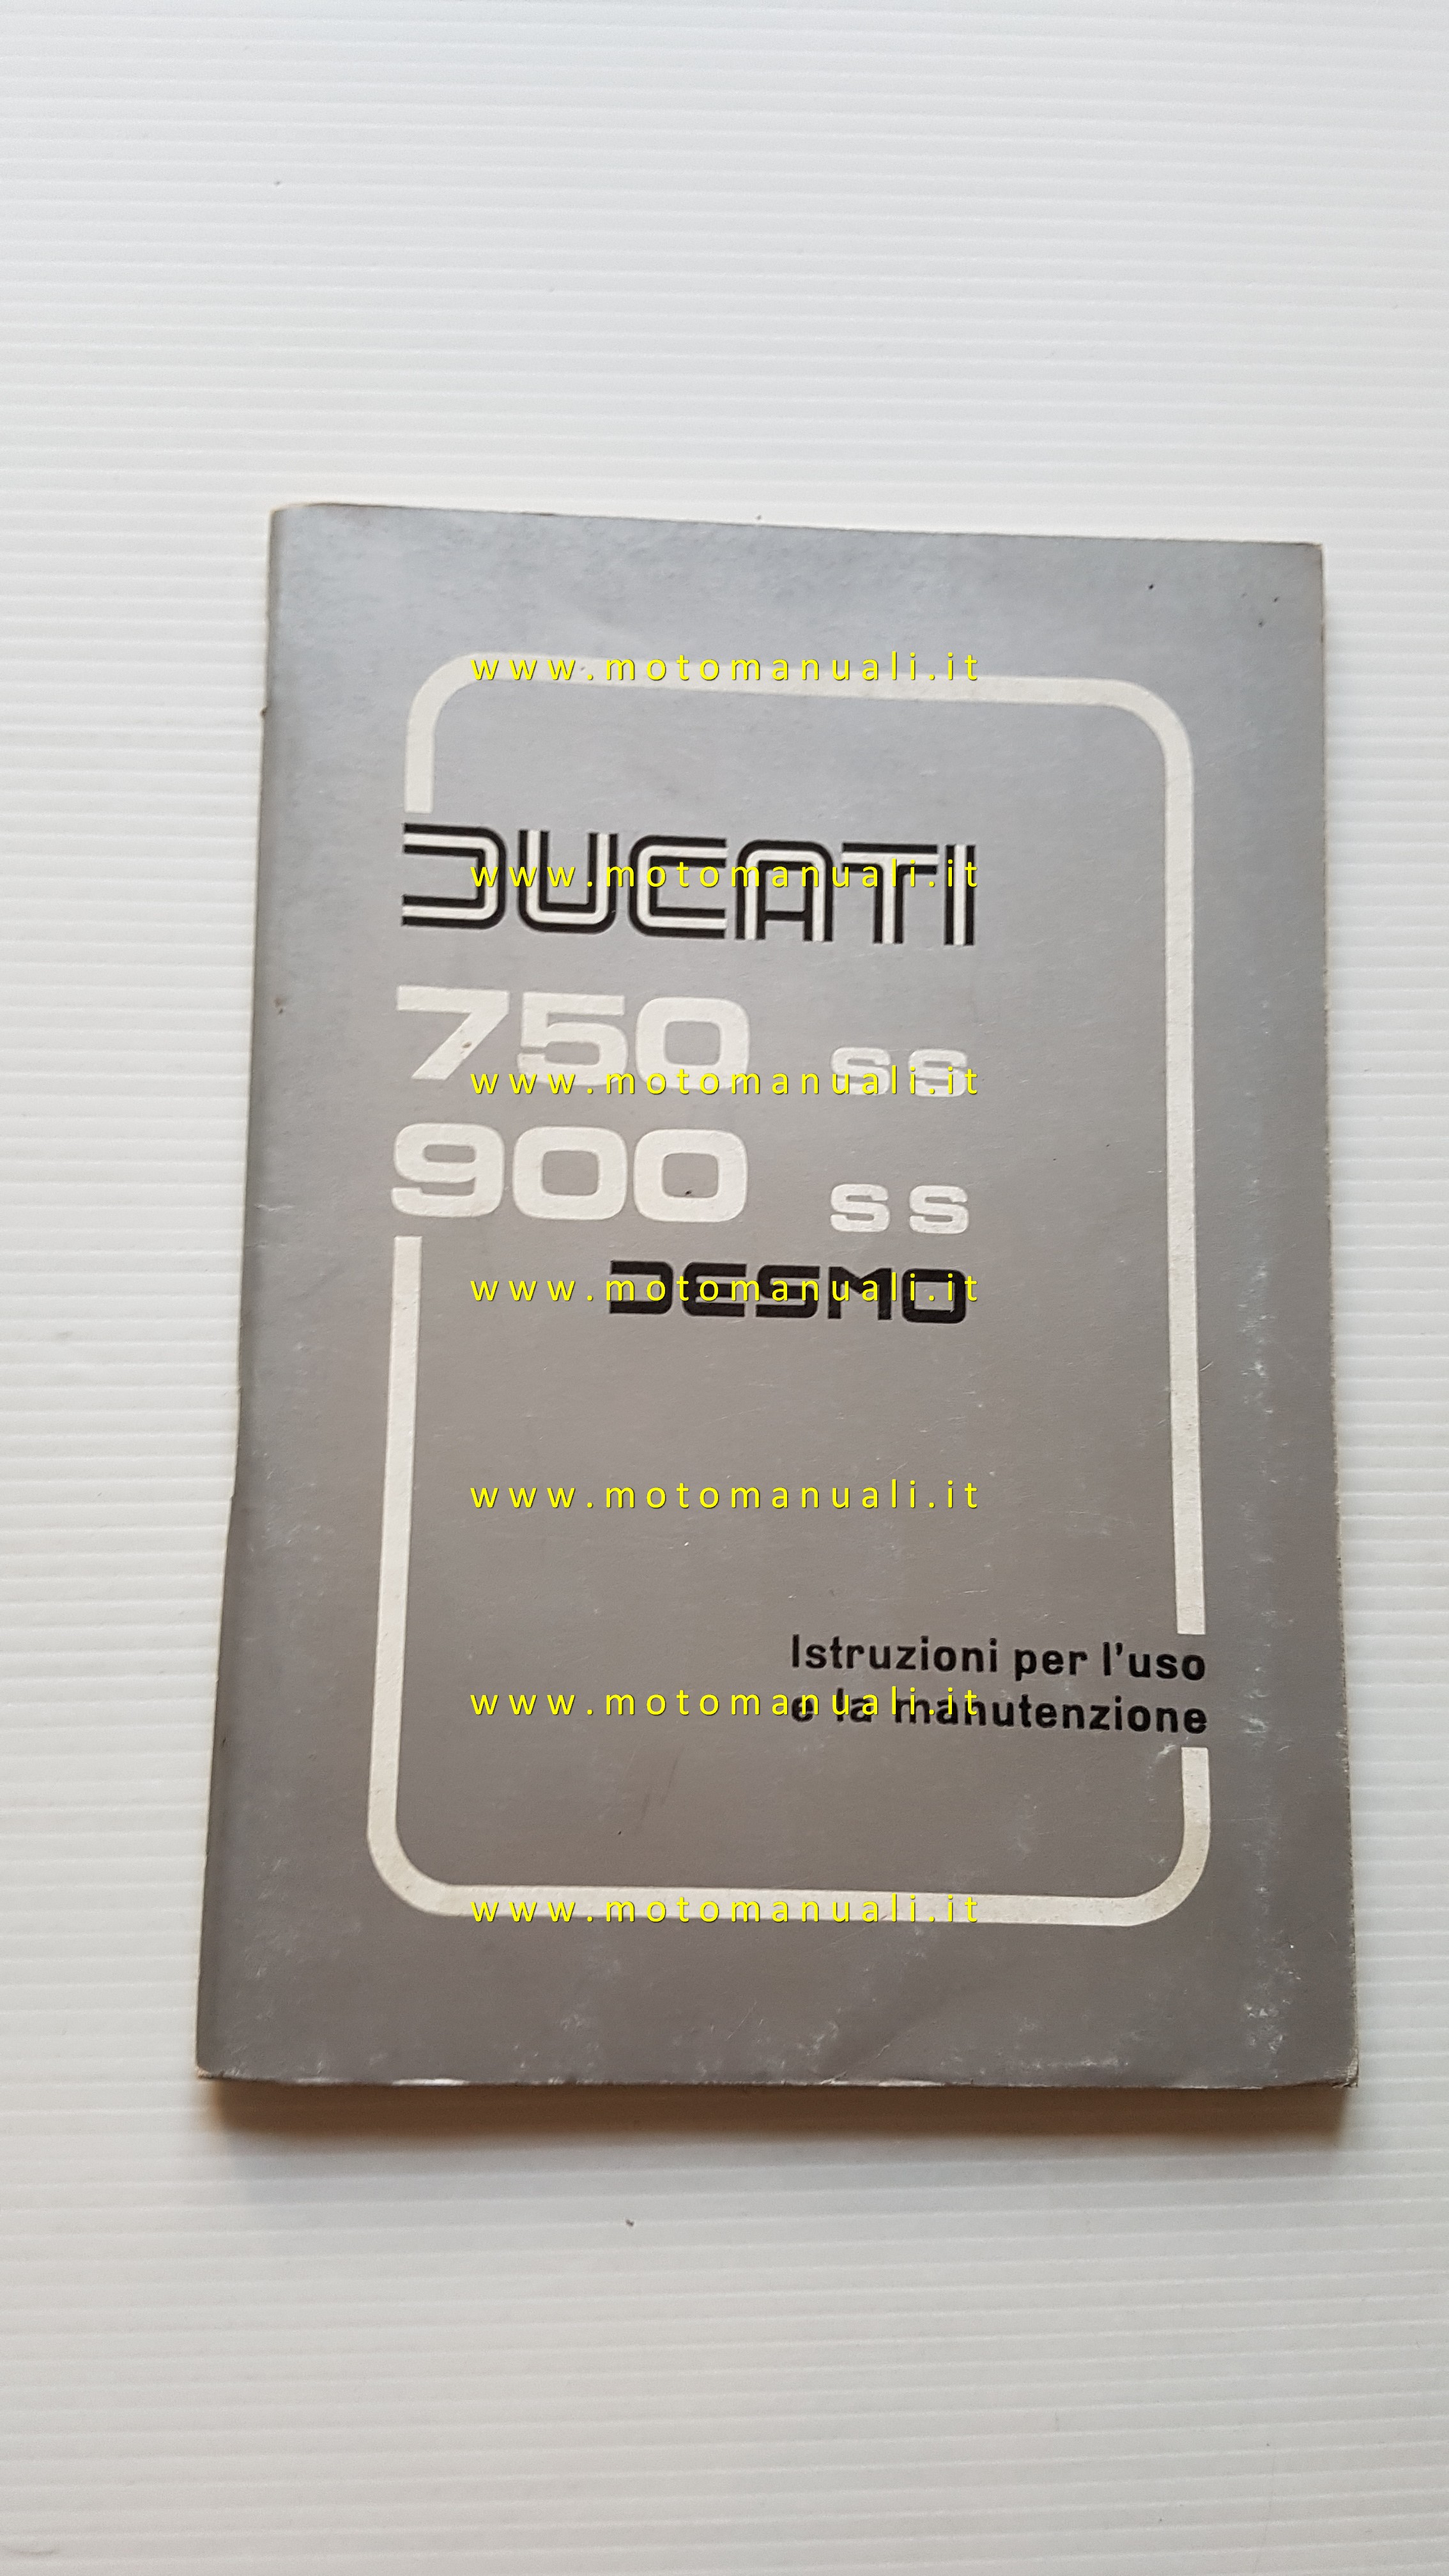 www.motomanuali.it
DUCATI
www.motomanuali.it
750 SS
www.motomanuali.it
900 SS
DESMO
www.motomanuali.it
www.motomanuali.it
Istruzioni per l'uso
e la manutenzione
www.motomanuali.it
www.motomanuali.it